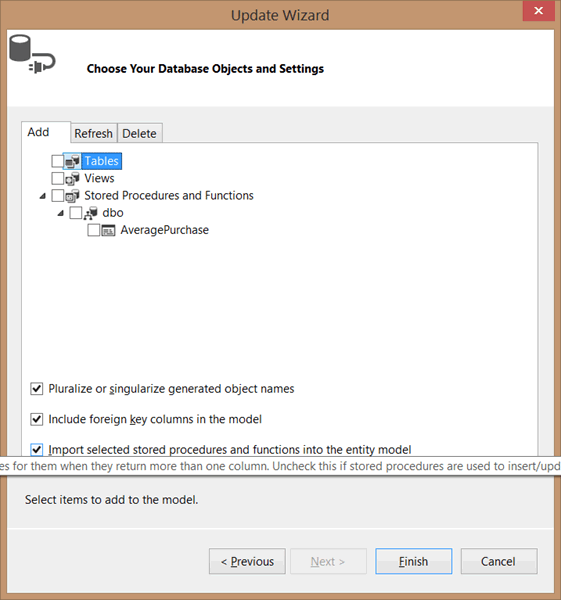 Update Wizard
Choose Your Database Objects and Settings
Add Refresh Delete
Tables
Views
Stored Procedures and Functions
dbo
AveragePurchase
Pluralize or singularize generated object names
Include foreign key columns in the model
Import selected stored procedures and functions into the entity model
es for them when they return more than one column. Uncheck this if stored procedures are used to insert/upd
Select items to add to the model.
< Previous Next > Finish Cancel